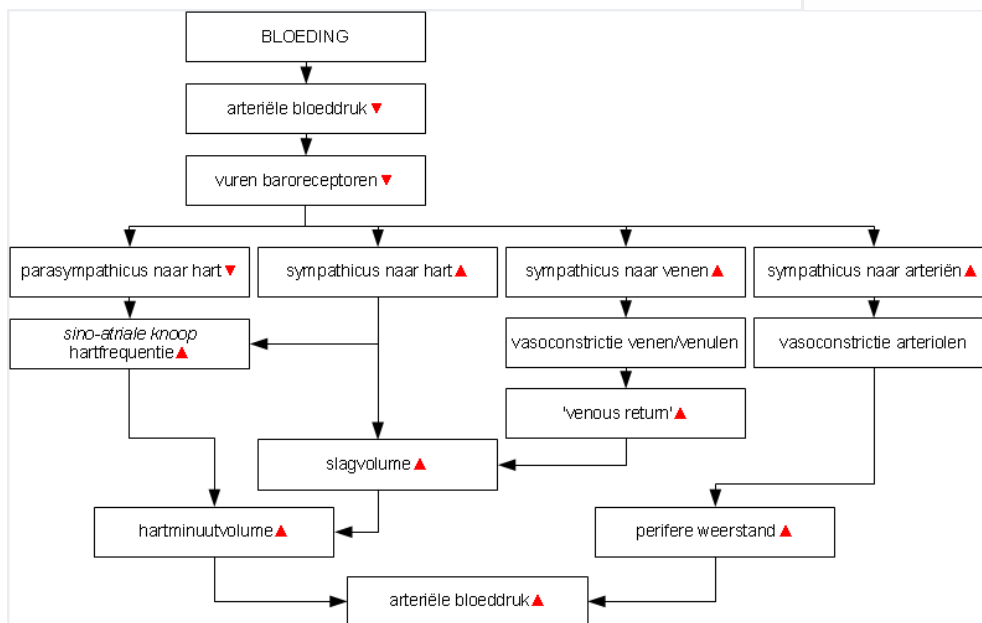 BLOEDING
arteriële bloeddruk ▼
vuren baroreceptoren ▼
parasympathicus naar hart ▼
sympathicus naar hart ▲
sympathicus naar venen ▲
sympathicus naar arteriën ▲
sino-atriale knoop
hartfrequentie ▲
vasoconstrictie venen/venulen
vasoconstrictie arteriolen
'venous return' ▲
slagvolume ▲
hartminuutvolume ▲
perifere weerstand ▲
arteriële bloeddruk ▲